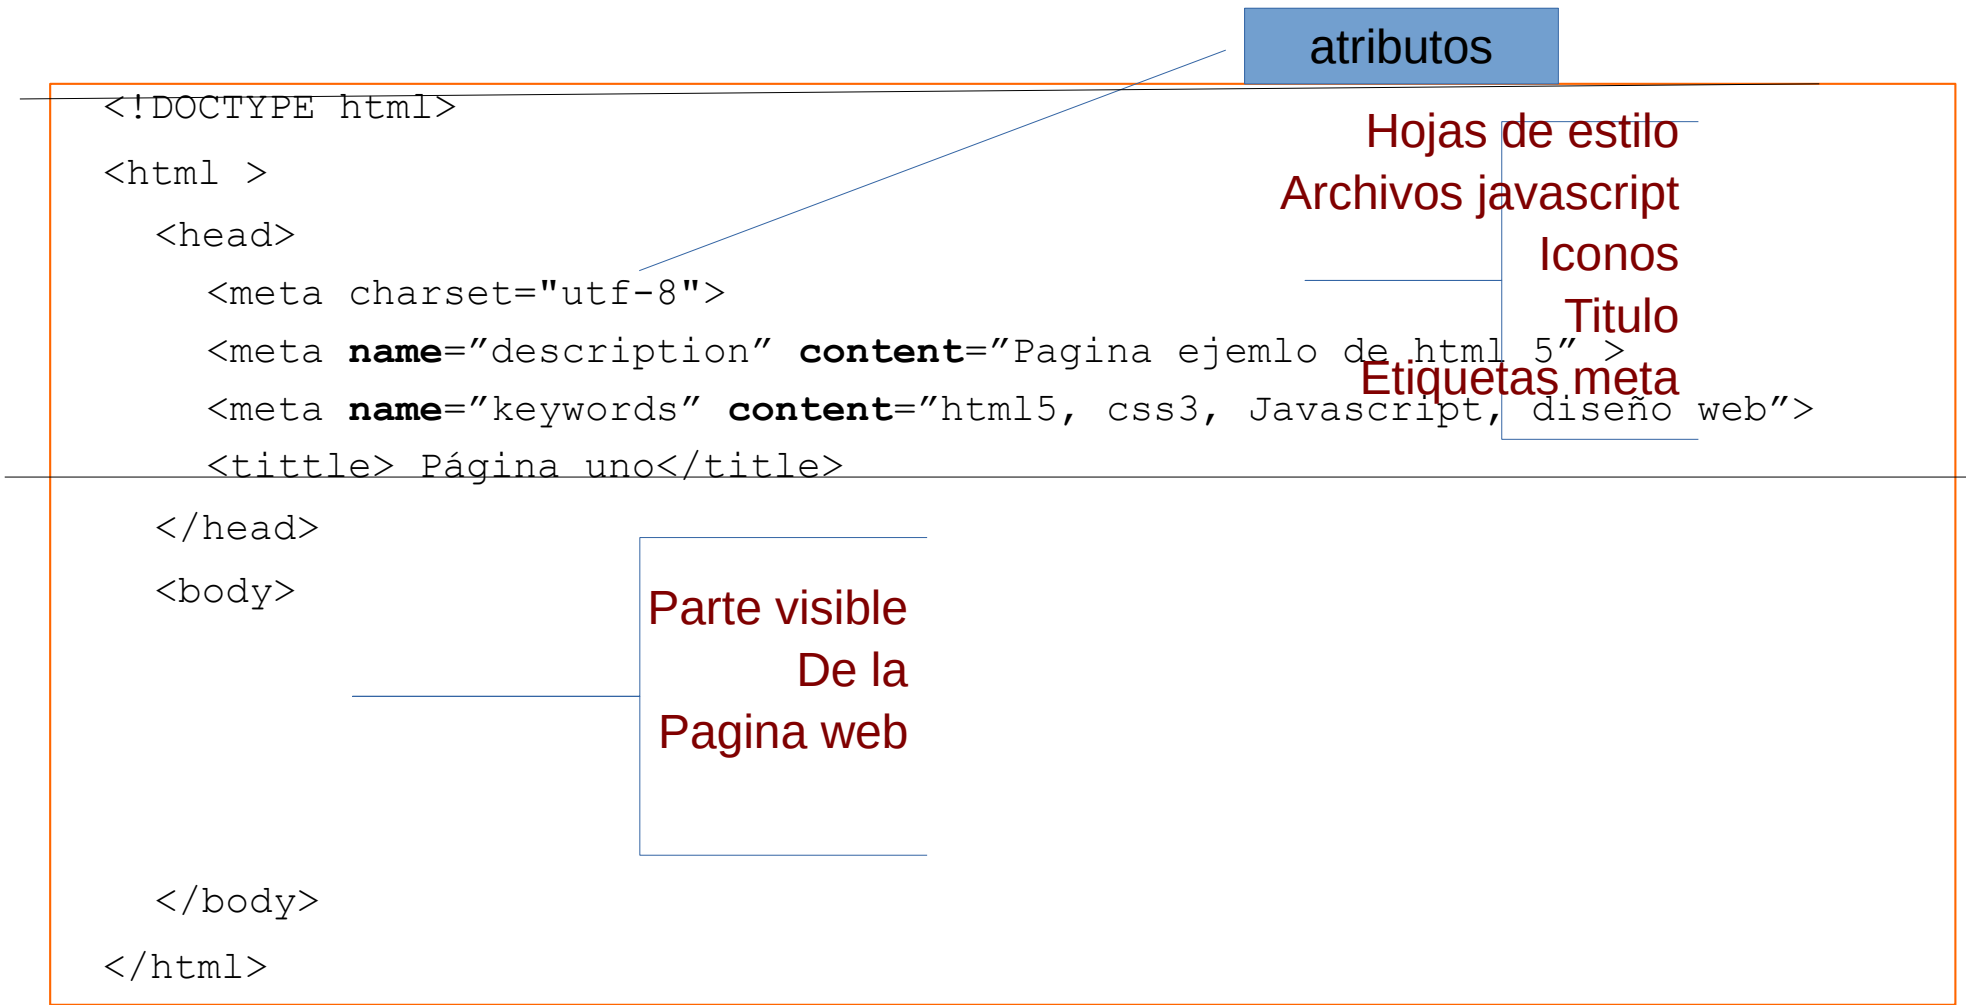 atributos
<!DOCTYPE html>
<html >
<head>
<meta charset="utf-8">
<meta name=”description” content=”Pagina ejemlo de html 5” >
<meta name=”keywords” content=”html5, css3, Javascript, diseño web”>
<tittle> Página uno</title>
</head>
<body>
</body>
</html>
Hojas de estilo
Archivos javascript
Iconos
Titulo
Etiquetas meta
Parte visible
De la
Pagina web